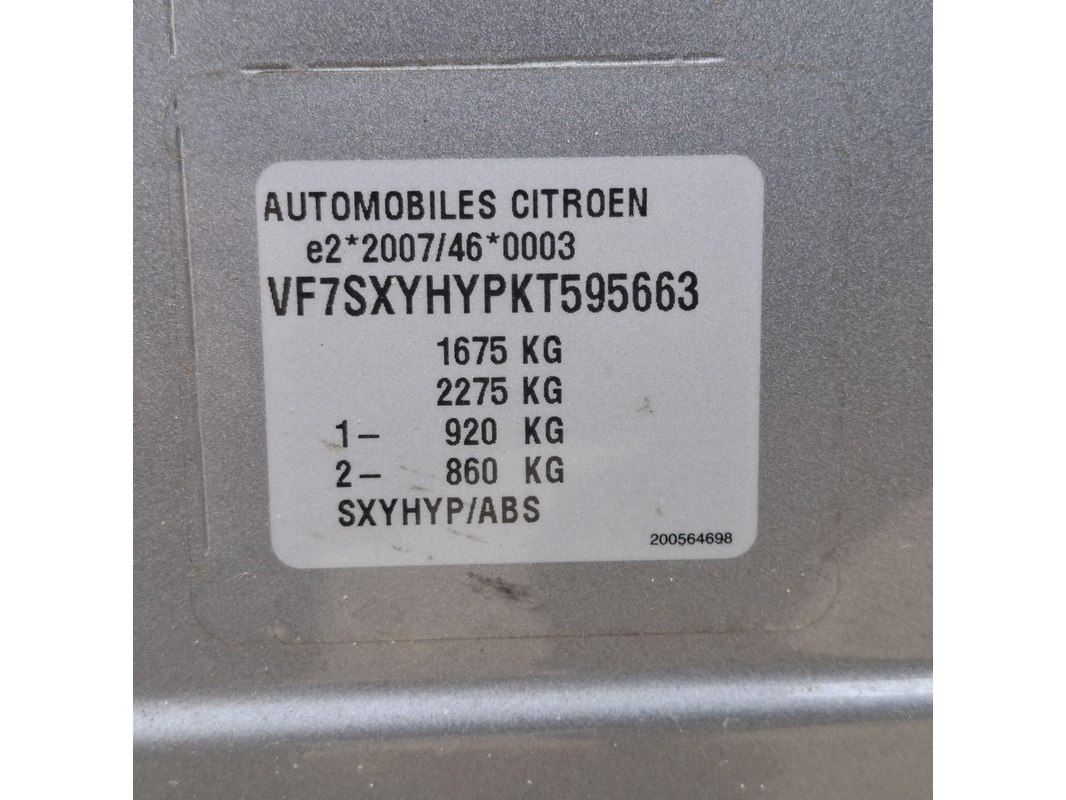 AUTOMOBILES CITROEN
e2*2007/46*0003
VF7SXYHYPKT595663
1675 KG
2275 KG
1– 920 KG
2– 860 KG
SXYHYP/ABS
200564698